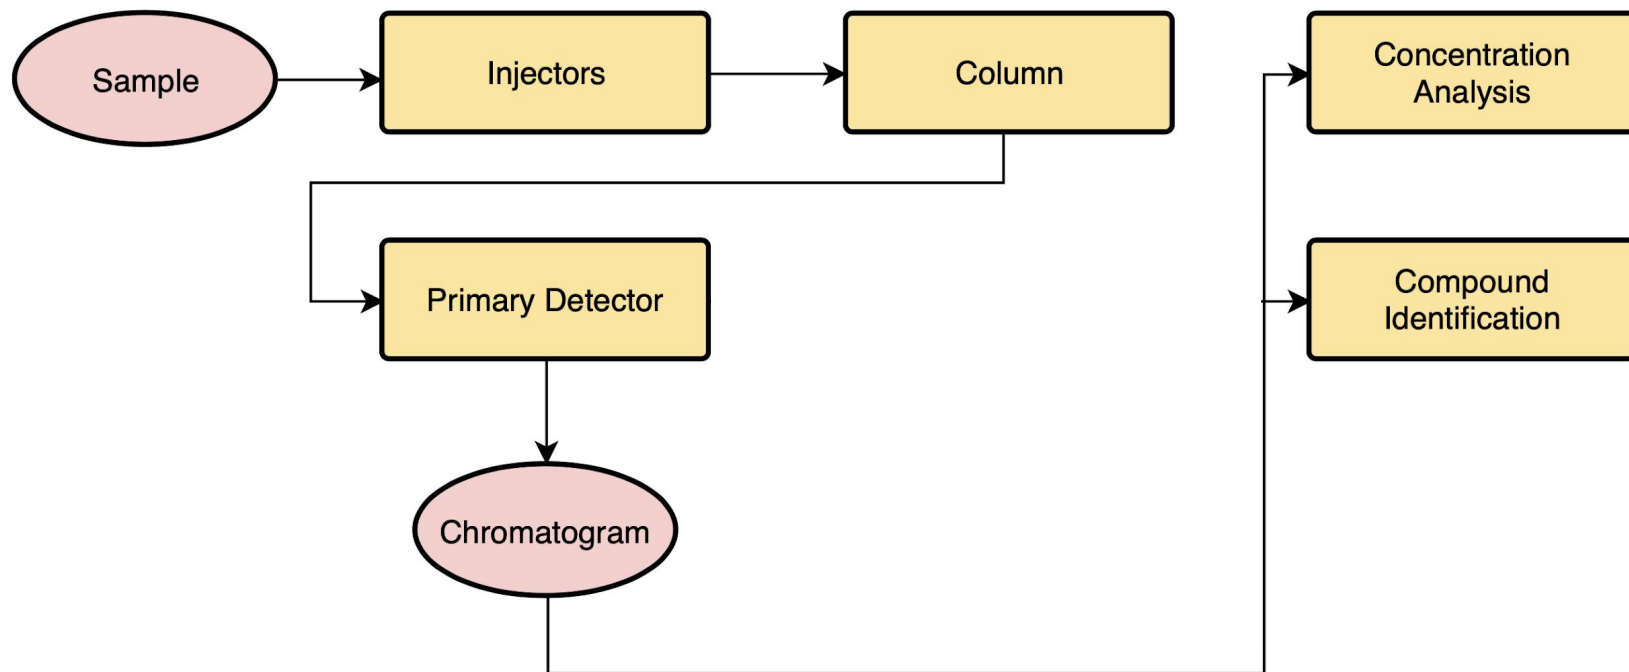 Sample
Injectors
Column
Concentration
Analysis
Primary Detector
Compound
Identification
Chromatogram